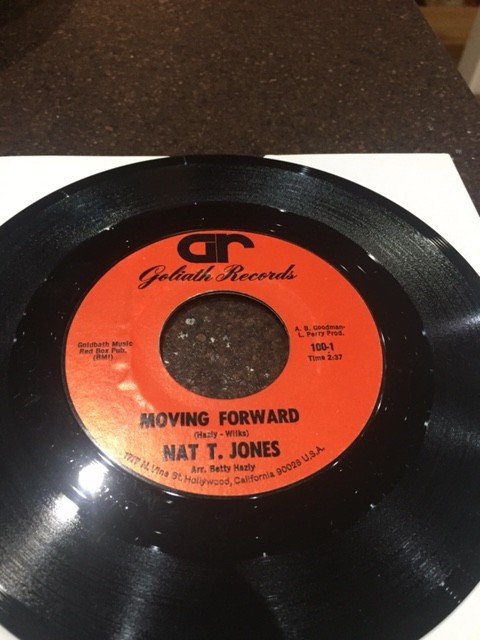 GR
Goliath Records
Goldbath Music
Red Box Pub.
(BMI)
A. B. Goodman-
L. Perry Prod.
100-1
Time 2:37
MOVING FORWARD
(Hazly - Wilks)
NAT T. JONES
Arr. Betty Hazly
1717 N. Vine St. Hollywood, California 90028 U.S.A.